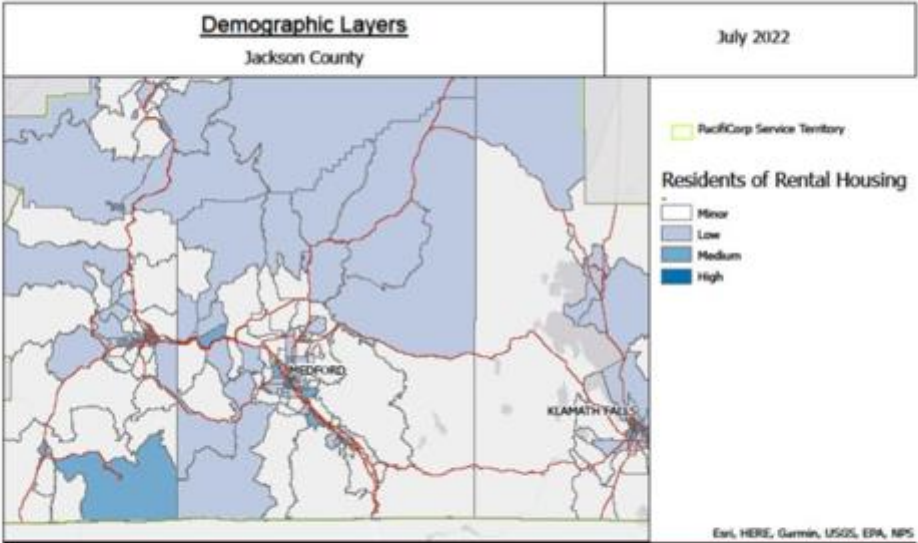 Demographic Layers
Jackson County
July 2022
PacifiCorp Service Territory
Residents of Rental Housing
Minor
Low
Medium
High
MEDFORD
KLAMATH FALLS
Esri, HERE, Garmin, USGS, EPA, NPS